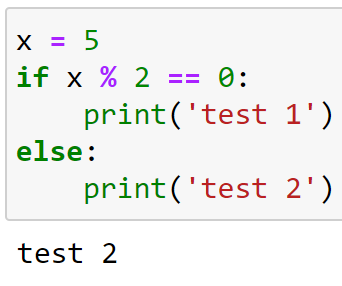 x = 5
if x % 2 == 0:
    print('test 1')
else:
    print('test 2')
test 2